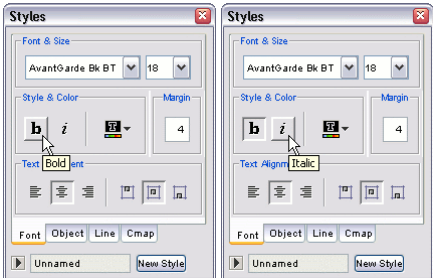 Styles
Font & Size
AvantGarde Bk BT 18
Style & Color Margin
b i T 4
Bold
Text ent
Font Object Line Cmap
Unnamed New Style
Styles
Font & Size
AvantGarde Bk BT 18
Style & Color Margin
b i T 4
Italic
Text Alignm
Font Object Line Cmap
Unnamed New Style